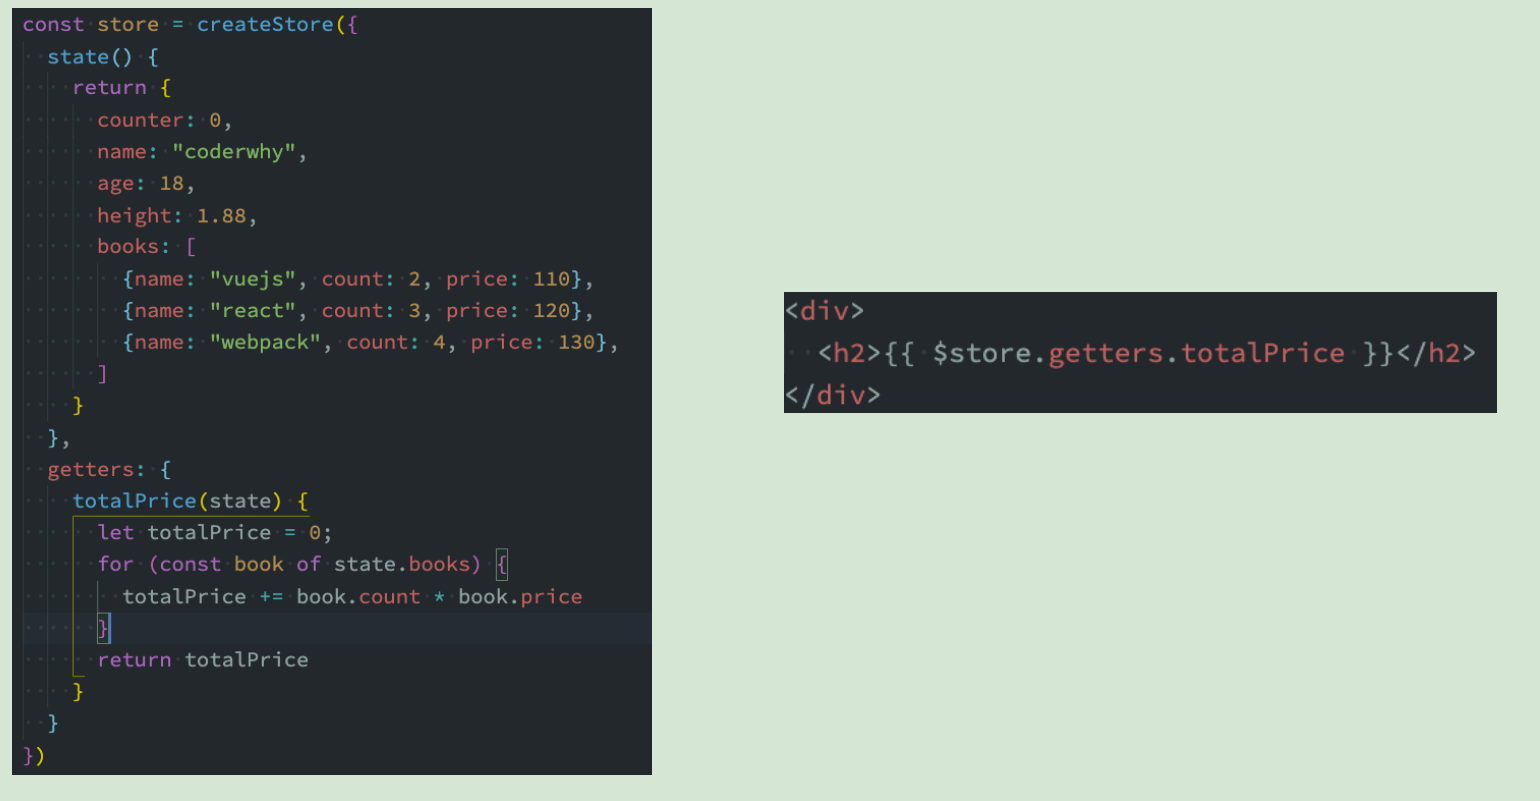 const store = createStore({
  state() {
    return {
      counter: 0,
      name: "coderwhy",
      age: 18,
      height: 1.88,
      books: [
        {name: "vuejs", count: 2, price: 110},
        {name: "react", count: 3, price: 120},
        {name: "webpack", count: 4, price: 130},
      ]
    }
  },
  getters: {
    totalPrice(state) {
      let totalPrice = 0;
      for (const book of state.books) {
        totalPrice += book.count * book.price
      }
      return totalPrice
    }
  }
})
<div>
  <h2>{{ $store.getters.totalPrice }}</h2>
</div>